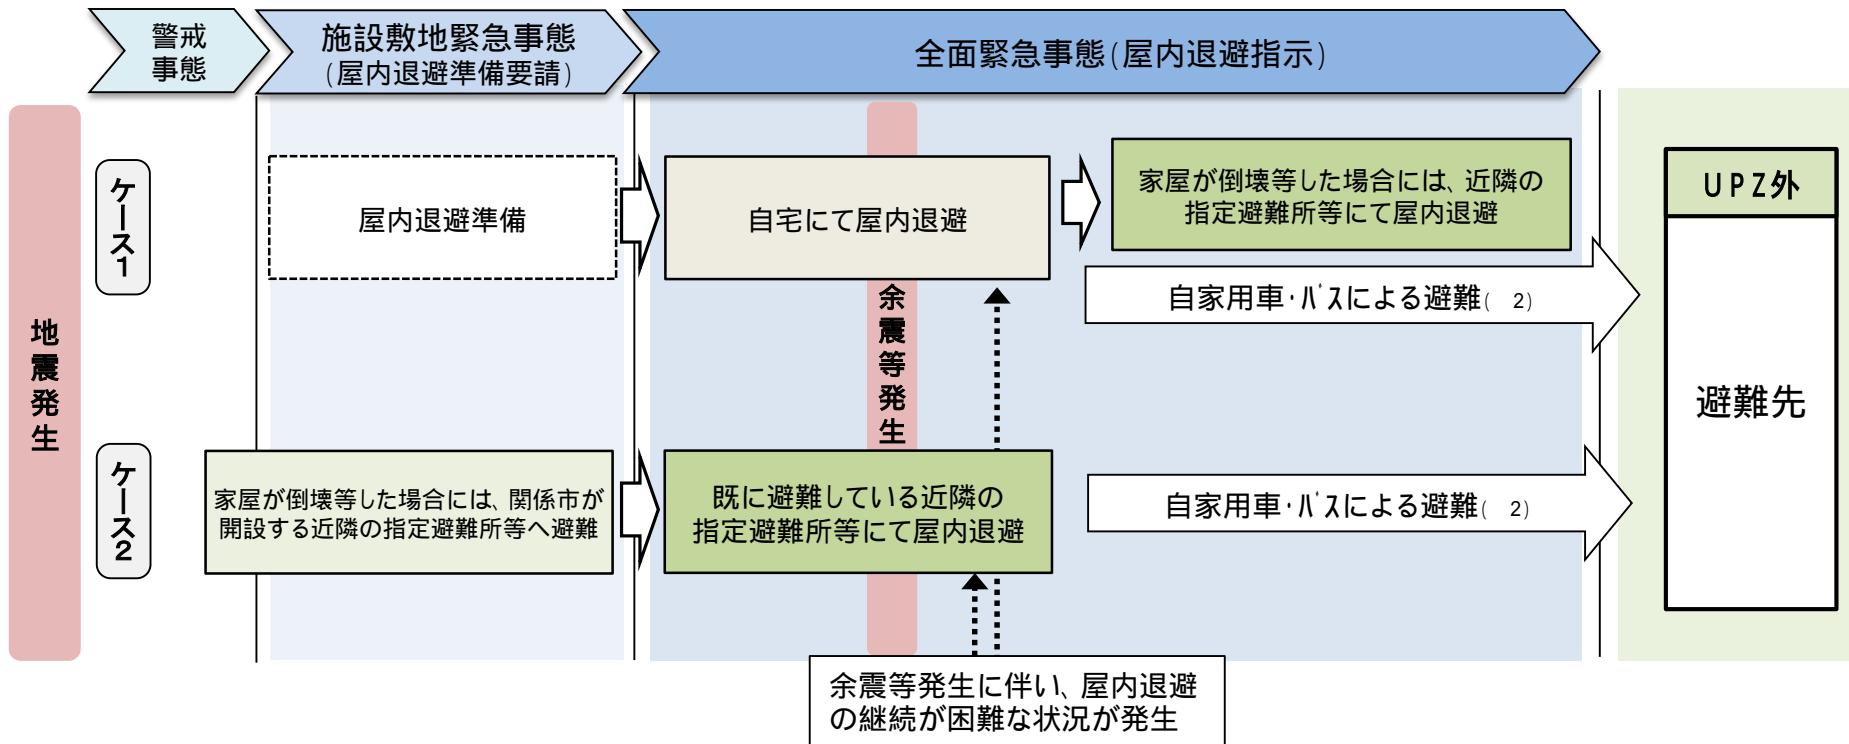 警戒
事態
施設敷地緊急事態
(屋内退避準備要請)
全面緊急事態(屋内退避指示)
地震発生
ケース1
屋内退避準備
自宅にて屋内退避
家屋が倒壊等した場合には、近隣の
指定避難所等にて屋内退避
自家用車・バスによる避難( 2)
余震等発生
UPZ外
避難先
ケース2
家屋が倒壊等した場合には、関係市が
開設する近隣の指定避難所等へ避難
既に避難している近隣の
指定避難所等にて屋内退避
自家用車・バスによる避難( 2)
余震等発生に伴い、屋内退避
の継続が困難な状況が発生